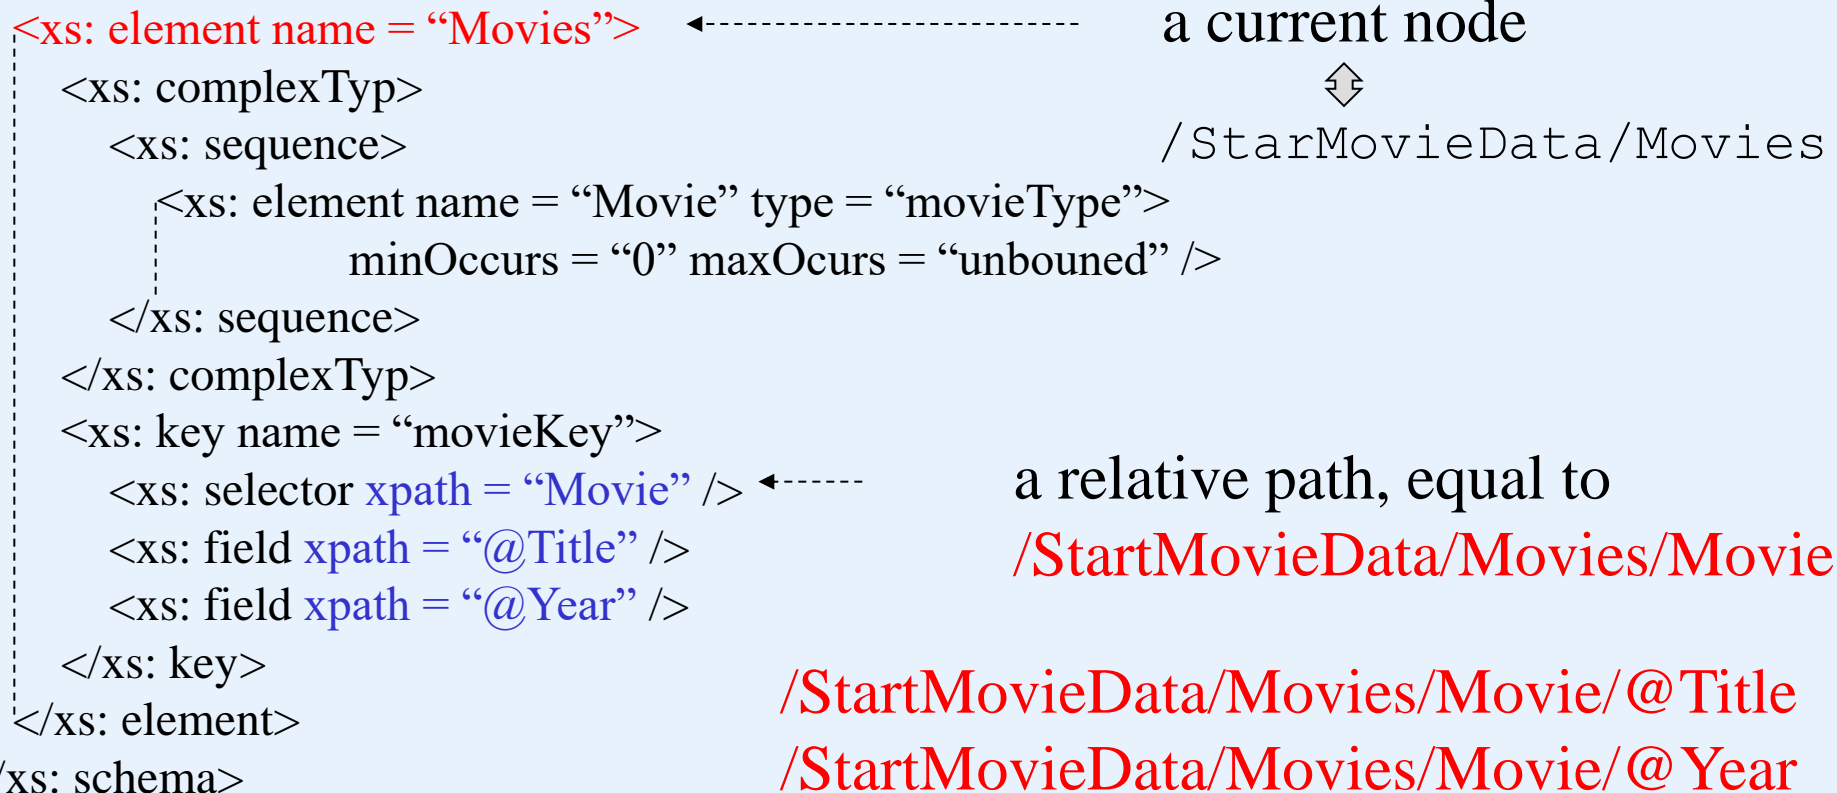 <xs: element name = “Movies”>
a current node
<xs: complexTyp>
<xs: sequence>
/StarMovieData/Movies
<xs: element name = “Movie” type = “movieType”>
minOccurs = “0” maxOcurs = “unbouned” />
</xs: sequence>
</xs: complexTyp>
<xs: key name = “movieKey”>
<xs: selector xpath = “Movie” />
a relative path, equal to
<xs: field xpath = “@Title” />
/StartMovieData/Movies/Movie
<xs: field xpath = “@Year” />
</xs: key>
/StartMovieData/Movies/Movie/@Title
</xs: element>
/StartMovieData/Movies/Movie/@Year
/xs: schema>